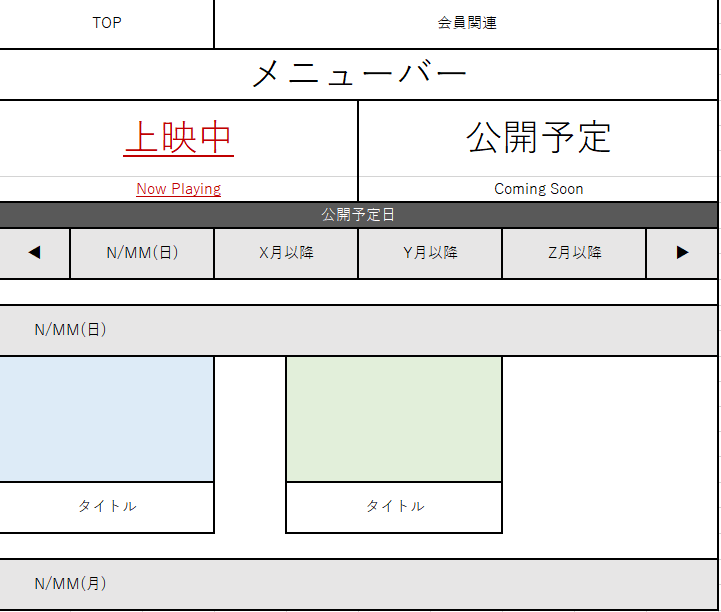 TOP
会員関連
メニューバー
上映中
公開予定
Now Playing
Coming Soon
公開予定日
◀
N/MM(日)
X月以降
Y月以降
Z月以降
▶
N/MM(日)
タイトル
タイトル
N/MM(月)